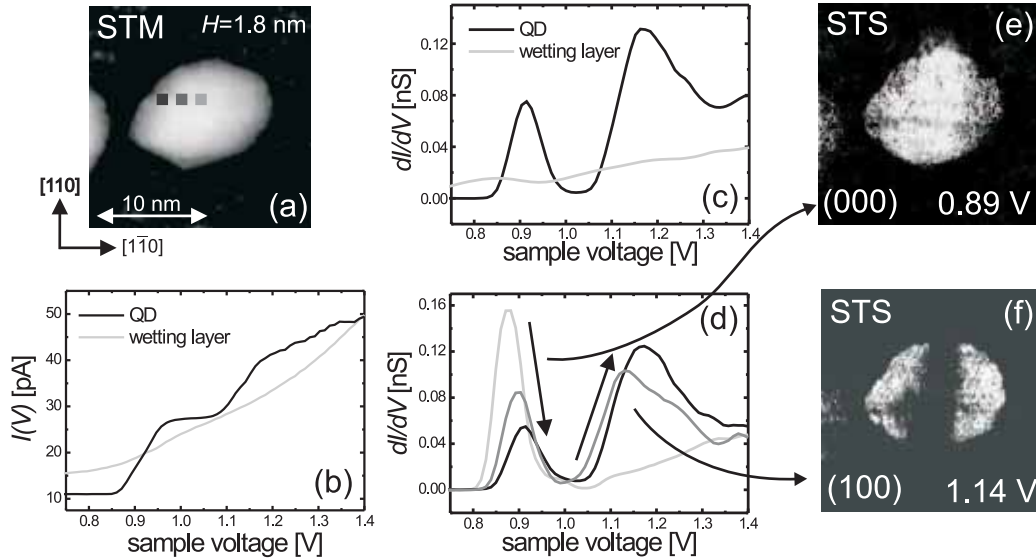 STM
H=1.8 nm
10 nm
(a)
[110]
[11̅0]
dI/dV [nS]
0.12
0.08
0.04
0.00
QD
wetting layer
(c)
0.8 0.9 1.0 1.1 1.2 1.3 1.4
sample voltage [V]
STS
(e)
(000)
0.89 V
I(V) [pA]
50
40
30
20
10
QD
wetting layer
(b)
0.8 0.9 1.0 1.1 1.2 1.3 1.4
sample voltage [V]
dI/dV [nS]
0.16
0.12
0.08
0.04
0.00
(d)
0.8 0.9 1.0 1.1 1.2 1.3 1.4
sample voltage [V]
STS
(f)
(100)
1.14 V